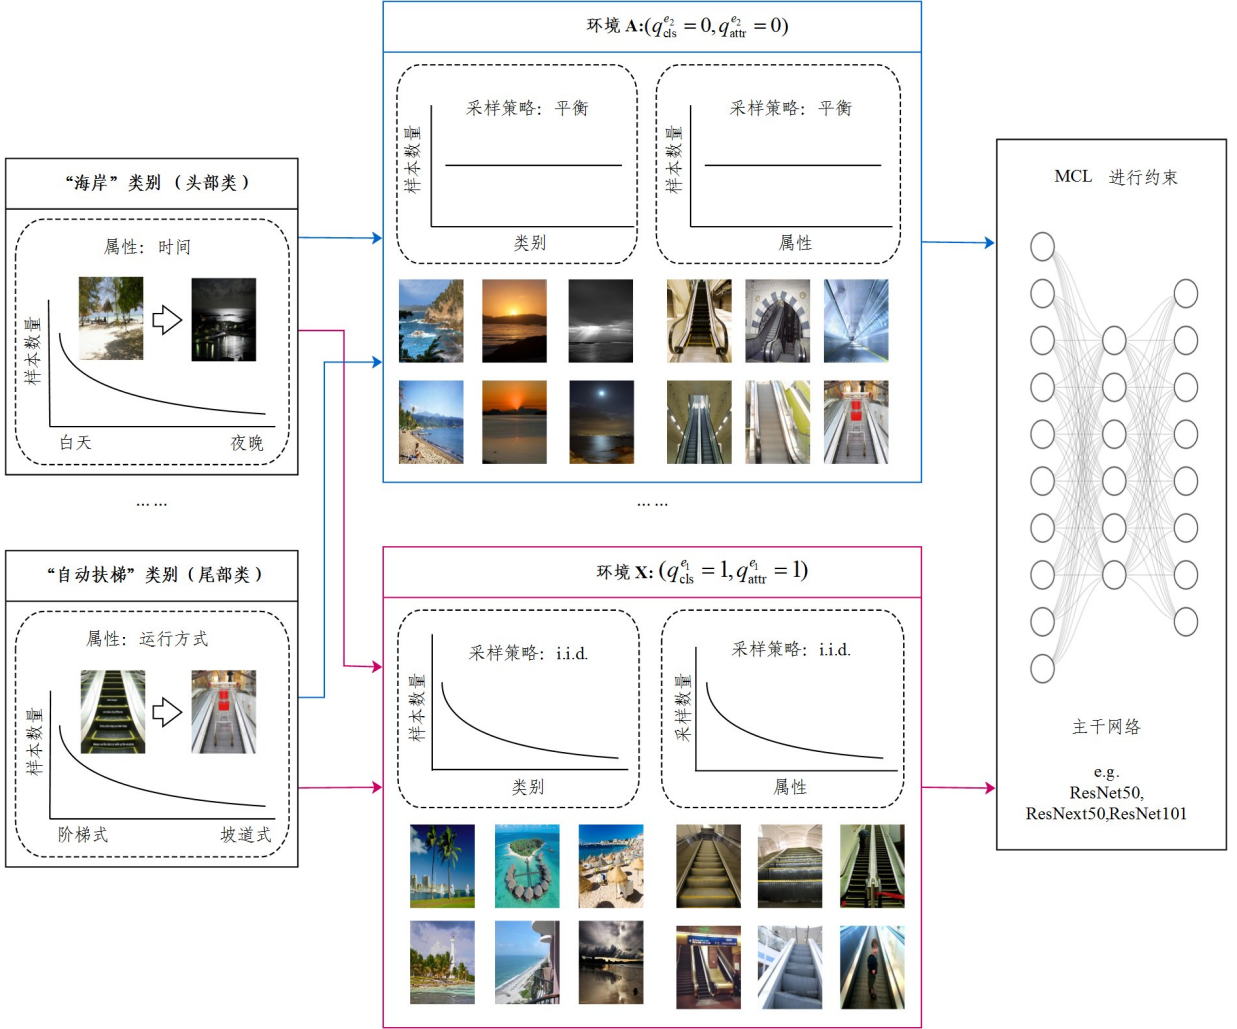 “海岸”类别（头部类）
属性：时间
样本数量
白天
夜晚
……
“自动扶梯”类别（尾部类）
属性：运行方式
样本数量
阶梯式
坡道式
环境 A:(q_cls^{e_2} = 0, q_attr^{e_2} = 0)
采样策略：平衡
样本数量
类别
采样策略：平衡
样本数量
属性
……
环境 X: (q_cls^{e_1} = 1, q_attr^{e_1} = 1)
采样策略：i.i.d.
样本数量
类别
采样策略：i.i.d.
采样数量
属性
MCL 进行约束
主干网络
e.g.
ResNet50,
ResNext50,ResNet101